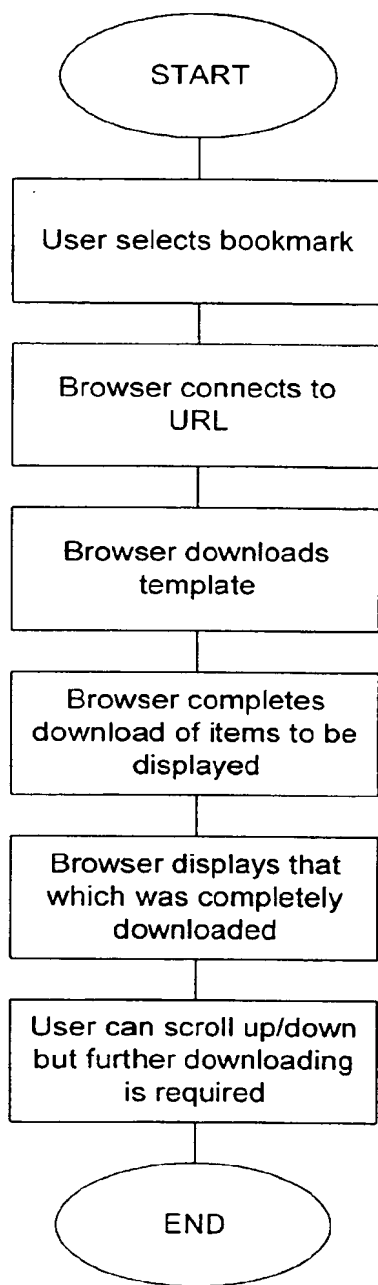 START
User selects bookmark
Browser connects to
URL
Browser downloads
template
Browser completes
download of items to be
displayed
Browser displays that
which was completely
downloaded
User can scroll up/down
but further downloading
is required
END